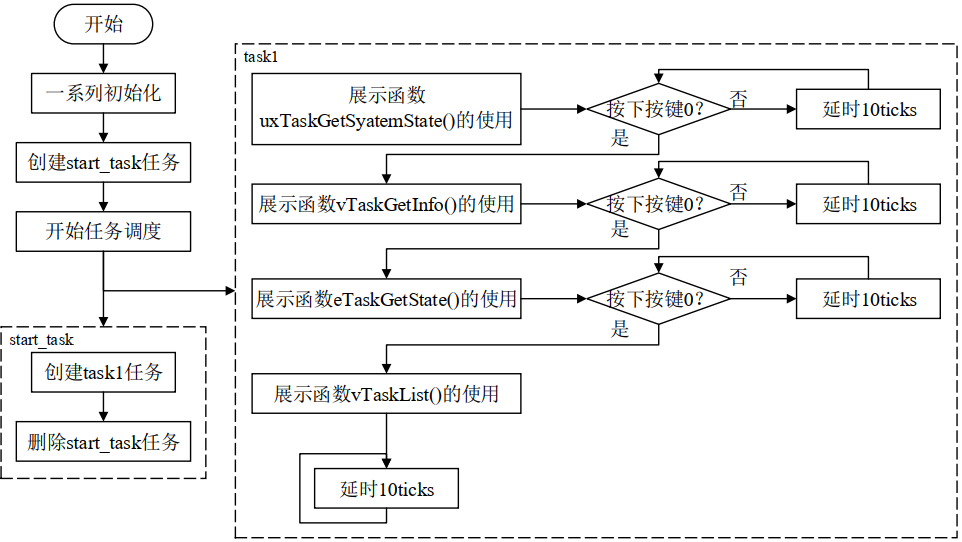 开始
一系列初始化
创建start_task任务
开始任务调度
start_task
创建task1任务
删除start_task任务
task1
展示函数
uxTaskGetSyatemState()的使用
按下按键0?
否
延时10ticks
是
展示函数vTaskGetInfo()的使用
按下按键0?
否
延时10ticks
是
展示函数eTaskGetState()的使用
按下按键0?
否
延时10ticks
是
展示函数vTaskList()的使用
延时10ticks